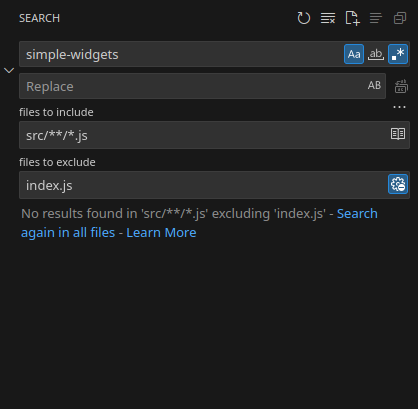 SEARCH
simple-widgets
Aa
ab
.*
Replace
AB
files to include
src/**/*.js
files to exclude
index.js
No results found in 'src/**/*.js' excluding 'index.js' - Search
again in all files - Learn More